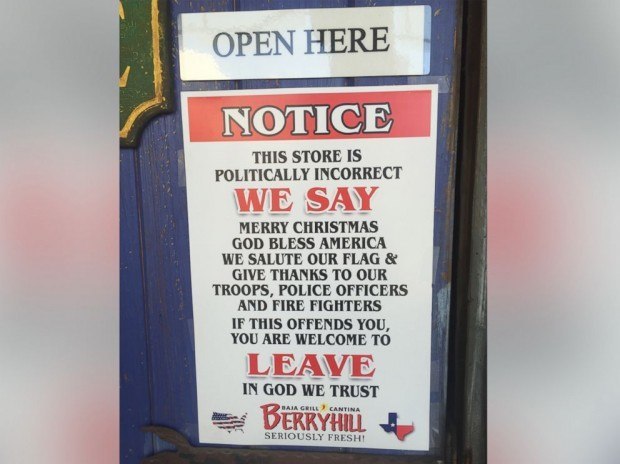 OPEN HERE
NOTICE
THIS STORE IS
POLITICALLY INCORRECT
WE SAY
MERRY CHRISTMAS
GOD BLESS AMERICA
WE SALUTE OUR FLAG &
GIVE THANKS TO OUR
TROOPS, POLICE OFFICERS
AND FIRE FIGHTERS
IF THIS OFFENDS YOU,
YOU ARE WELCOME TO
LEAVE
IN GOD WE TRUST
BAJA GRILL CANTINA
BERRYHILL
SERIOUSLY FRESH!